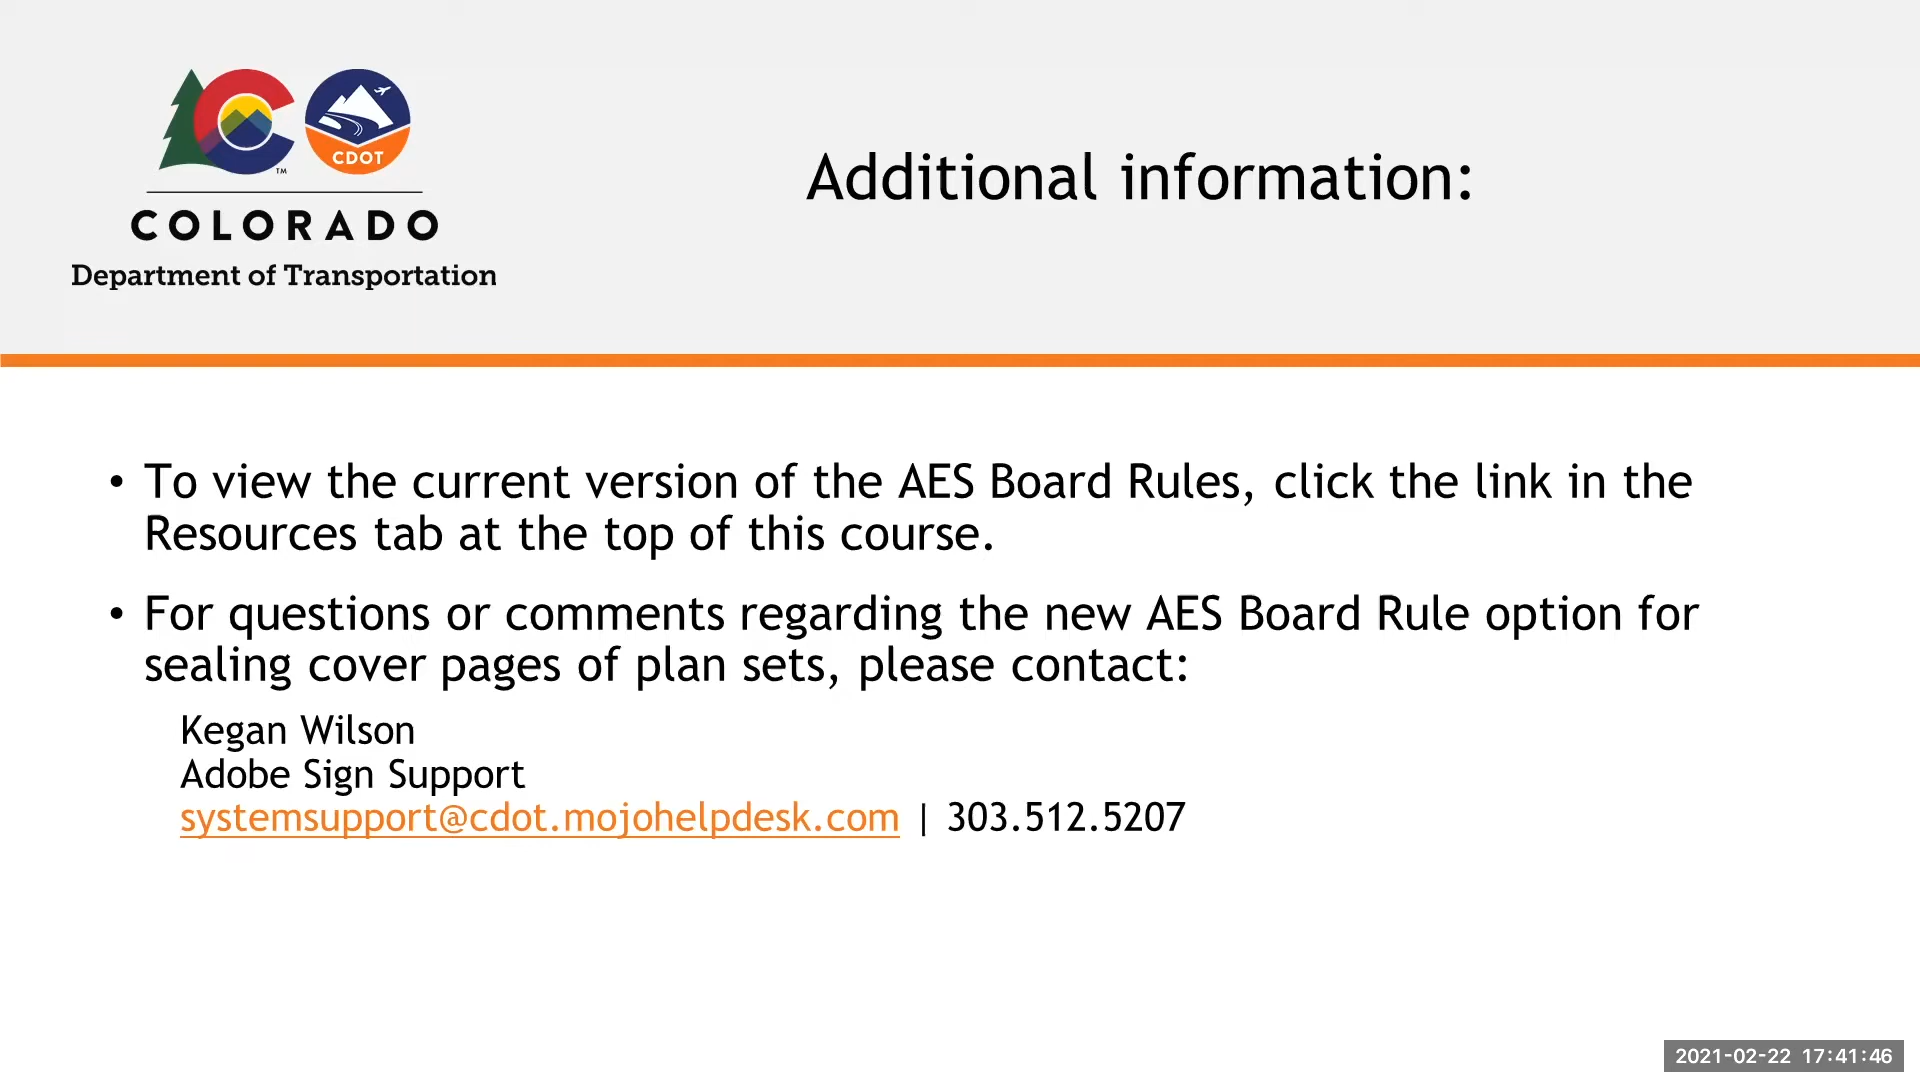 CDOT
TM
COLORADO
Department of Transportation
Additional information:
• To view the current version of the AES Board Rules, click the link in the
Resources tab at the top of this course.
• For questions or comments regarding the new AES Board Rule option for
sealing cover pages of plan sets, please contact:
Kegan Wilson
Adobe Sign Support
systemsupport@cdot.mojohelpdesk.com | 303.512.5207
2021-02-22 17:41:46